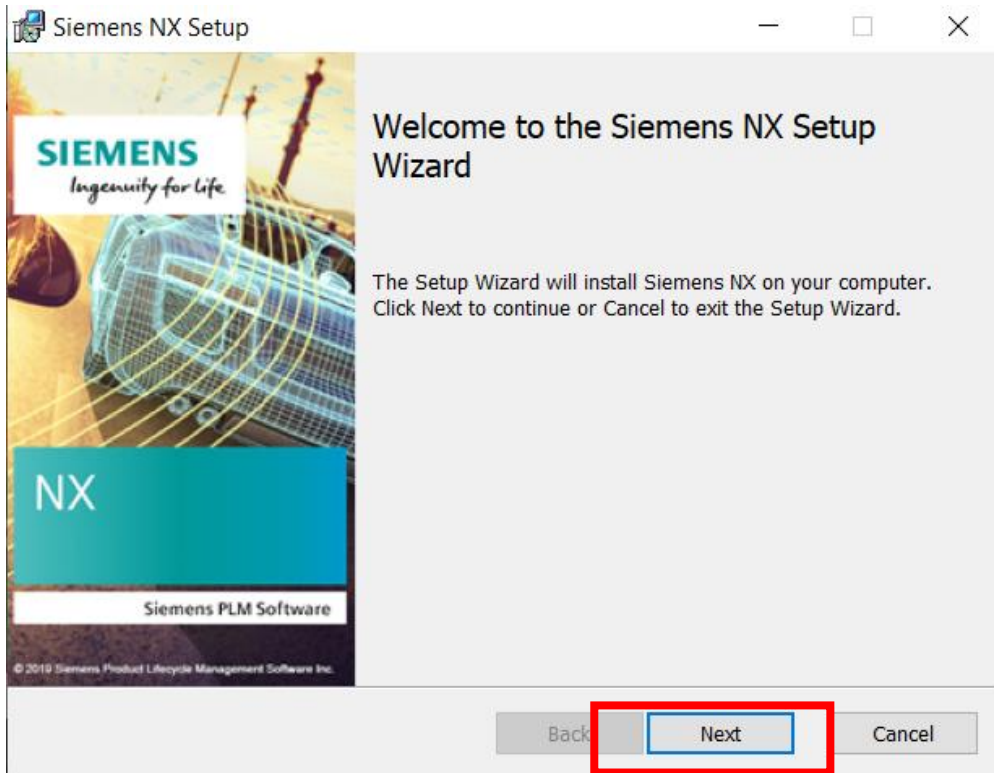 Siemens NX Setup
SIEMENS
Ingenuity for life
Welcome to the Siemens NX Setup
Wizard
The Setup Wizard will install Siemens NX on your computer.
Click Next to continue or Cancel to exit the Setup Wizard.
NX
Siemens PLM Software
© 2019 Siemens Product Lifecycle Management Software Inc.
Back
Next
Cancel